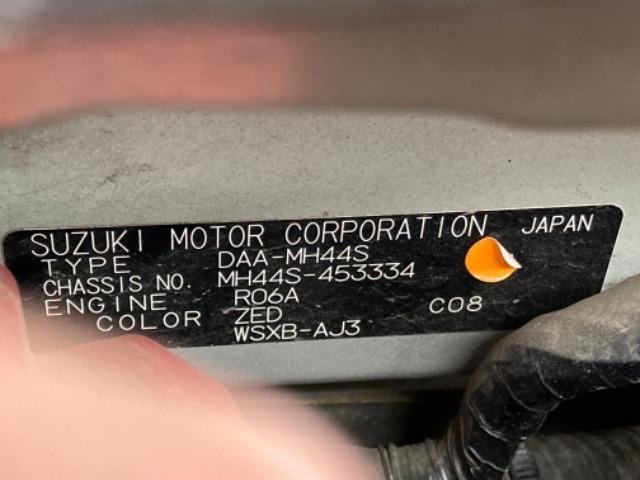 SUZUKI MOTOR CORPORATION JAPAN
TYPE DAA-MH44S
CHASSIS NO. MH44S-453334
ENGINE R06A
COLOR ZED C08
WSXB-AJ3